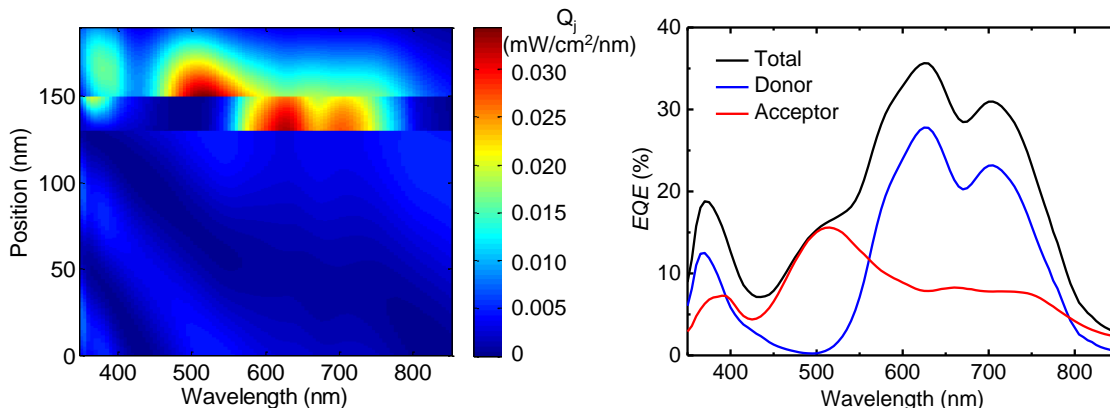 Q_j
(mW/cm²/nm)
0.030
0.025
0.020
0.015
0.010
0.005
0
150
100
50
0
Position (nm)
400 500 600 700 800
Wavelength (nm)
40
30
20
10
0
EQE (%)
Total
Donor
Acceptor
400 500 600 700 800
Wavelength (nm)